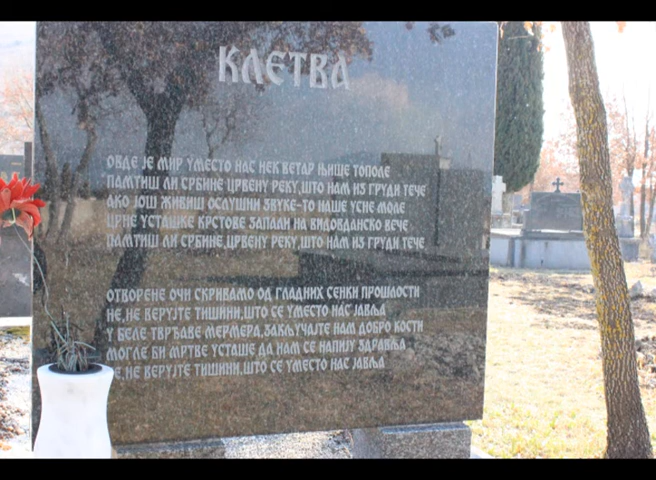 КЛЕТВА
ОВДЕ ЈЕ МИР УМЕСТО НАС НЕК ВЕТАР ЊИШЕ ТОПОЛЕ
ПАМТИШ ЛИ СРБИНЕ ЦРВЕНУ РЕКУ,ШТО НАМ ИЗ ГРУДИ ТЕЧЕ
АКО ЈОШ ЖИВИШ ОСЛУШНИ ЗВУКЕ-ТО НАШЕ УСНЕ МОЛЕ
ЦРНЕ УСТАШКЕ КРСТОВЕ ЗАПАЛИ НА ВИДОВДАНСКО ВЕЧЕ
ПАМТИШ ЛИ СРБИНЕ,ЦРВЕНУ РЕКУ,ШТО НАМ ИЗ ГРУДИ ТЕЧЕ
ОТВОРЕНЕ ОЧИ СКРИВАМО ОД ГЛАДНИХ СЕНКИ ПРОШЛОСТИ
НЕ,НЕ ВЕРУЈТЕ ТИШИНИ,ШТО СЕ УМЕСТО НАС ЈАВЉА
У БЕЛЕ ТВРЂАВЕ МЕРМЕРА,ЗАКЉУЧАЈТЕ НАМ ДОБРО КОСТИ
МОГЛЕ БИ МРТВЕ УСТАШЕ ДА НАМ СЕ НАПИЈУ ЗДРАВЉА
НЕ,НЕ ВЕРУЈТЕ ТИШИНИ,ШТО СЕ УМЕСТО НАС ЈАВЉА